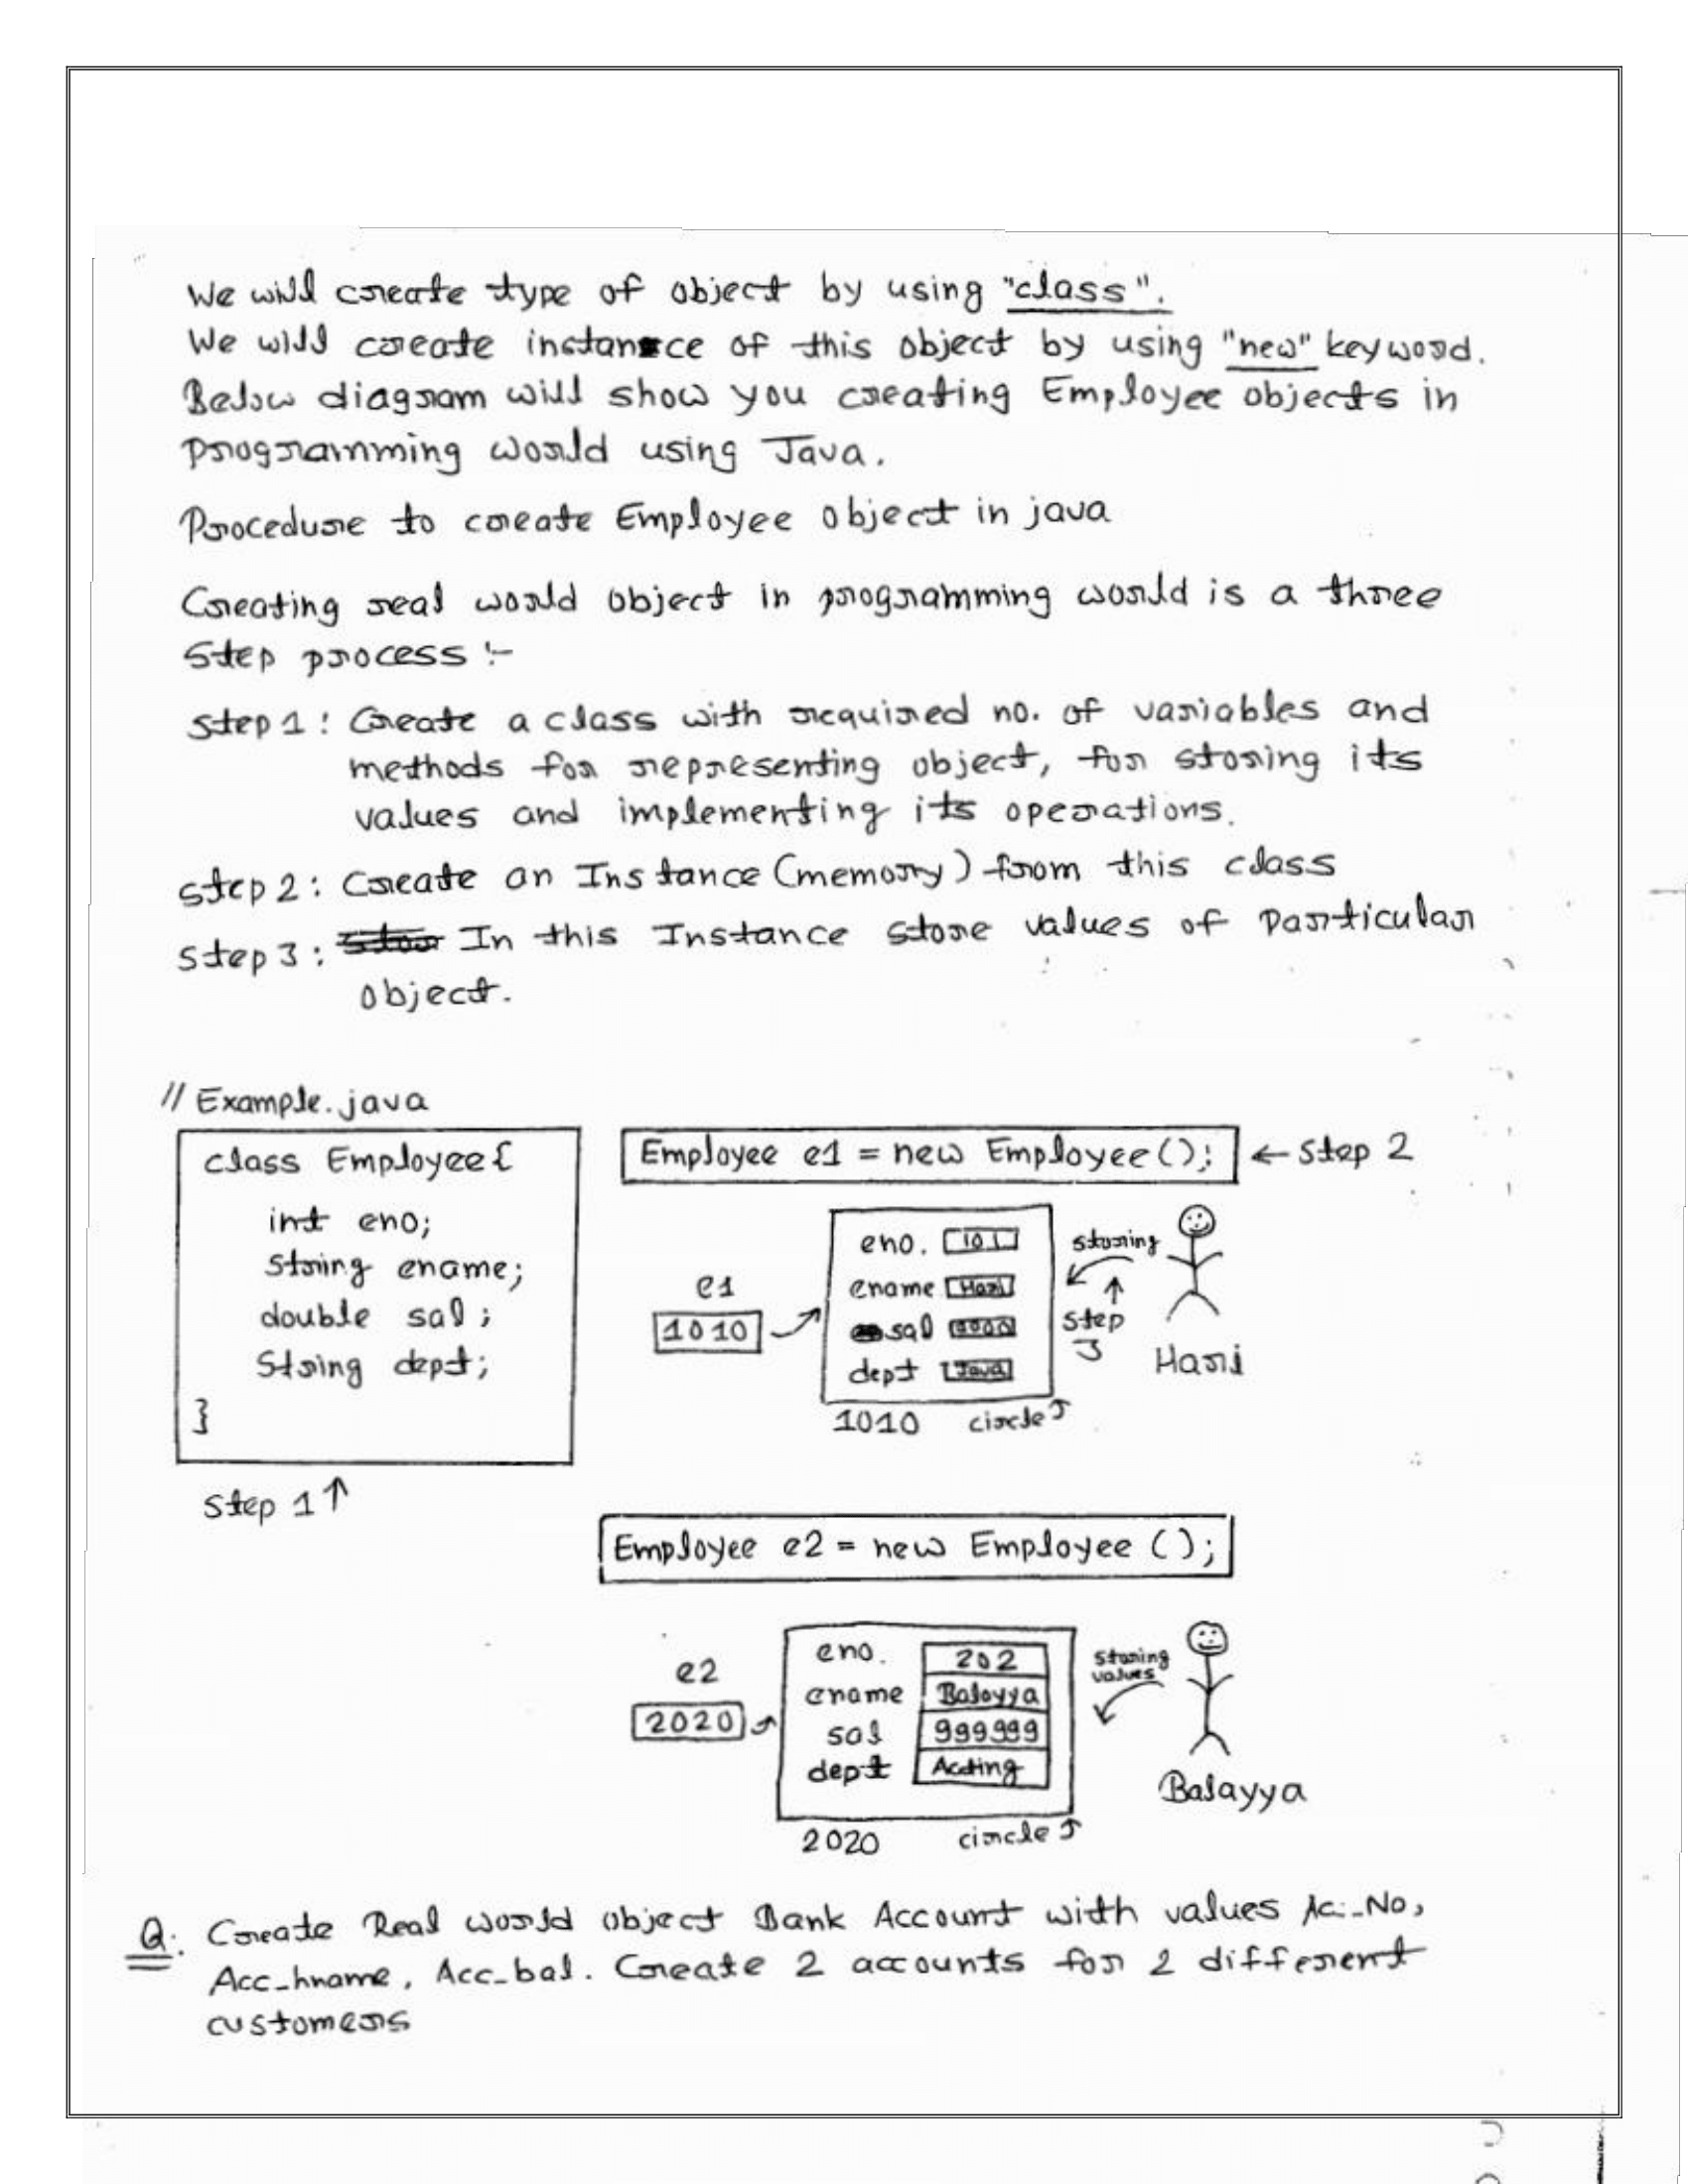 We will create type of object by using "class".
We will create instance of this object by using "new" keyword.
Below diagram will show you creating Employee objects in
programming world using Java.
Procedure to create Employee object in java
Creating real world object in programming world is a three
Step process :-
Step 1 : Create a class with required no. of variables and
methods for representing object, for storing its
values and implementing its operations.
step 2 : Create an Instance (memory) from this class
Step 3 : In this Instance store values of Particular
object.
// Example.java
class Employee{
int eno;
String ename;
double sal;
String dept;
}
Step 1 ↑
Employee e1 = new Employee(); ← Step 2
e1
1010
eno. 101
ename Hari
sal
dept Java
1010 circle ↑
storing
↑
step
3
Hari
Employee e2 = new Employee ();
e2
2020
eno. 202
ename Balayya
sal 999999
dept Acting
2020 circle ↑
storing
values
Balayya
Q: Create Real world object Bank Account with values Ac_No,
Acc_hname, Acc_bal. Create 2 accounts for 2 different
customers